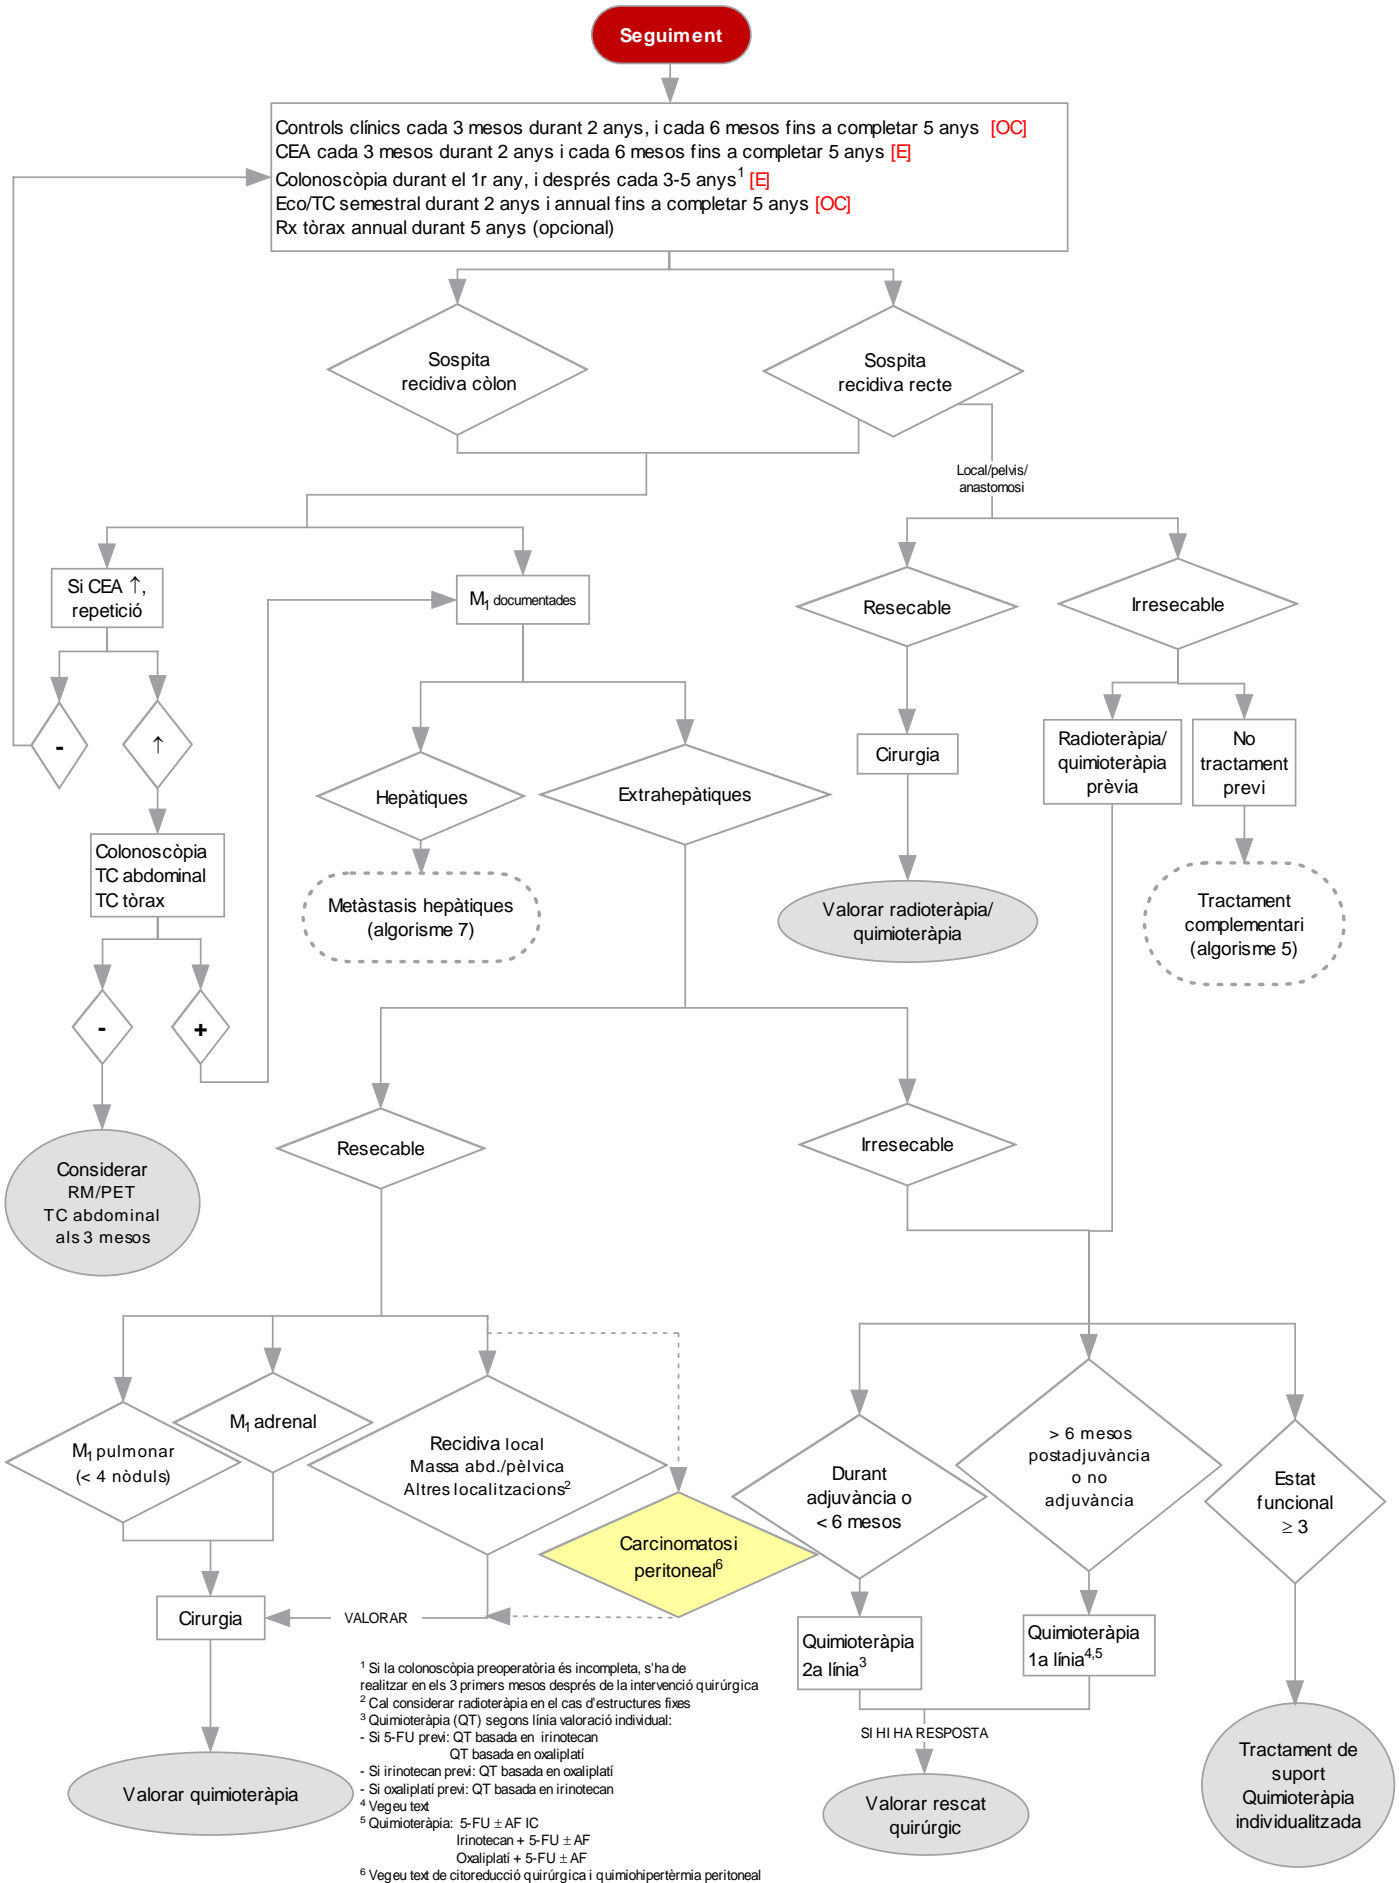 Seguiment
Controls clínics cada 3 mesos durant 2 anys, i cada 6 mesos fins a completar 5 anys [OC]
CEA cada 3 mesos durant 2 anys i cada 6 mesos fins a completar 5 anys [E]
Colonoscòpia durant el 1r any, i després cada 3-5 anys1 [E]
Eco/TC semestral durant 2 anys i annual fins a completar 5 anys [OC]
Rx tòrax annual durant 5 anys (opcional)
Sospita
recidiva còlon
Sospita
recidiva recte
Local/pelvis/
anastomosi
Si CEA ↑,
repetició
M1 documentades
Resecable
Irresecable
-
↑
Hepàtiques
Extrahepàtiques
Cirurgia
Radioteràpia/
quimioteràpia
prèvia
No
tractament
previ
Colonoscòpia
TC abdominal
TC tòrax
Metàstasis hepàtiques
(algorisme 7)
Valorar radioteràpia/
quimioteràpia
Tractament
complementari
(algorisme 5)
-
+
Considerar
RM/PET
TC abdominal
als 3 mesos
Resecable
Irresecable
M1 pulmonar
(< 4 nòduls)
M1 adrenal
Recidiva local
Massa abd./pèlvica
Altres localitzacions2
Carcinomatosi
peritoneal6
Durant
adjuvància o
< 6 mesos
> 6 mesos
postadjuvància
o no
adjuvància
Estat
funcional
≥ 3
Cirurgia
VALORAR
Quimioteràpia
2a línia3
Quimioteràpia
1a línia4,5
SI HI HA RESPOSTA
Valorar quimioteràpia
Valorar rescat
quirúrgic
Tractament de
suport
Quimioteràpia
individualitzada
1 Si la colonoscòpia preoperatòria és incompleta, s'ha de
realitzar en els 3 primers mesos després de la intervenció quirúrgica
2 Cal considerar radioteràpia en el cas d'estructures fixes
3 Quimioteràpia (QT) segons línia valoració individual:
- Si 5-FU previ: QT basada en irinotecan
QT basada en oxaliplatí
- Si irinotecan previ: QT basada en oxaliplatí
- Si oxaliplatí previ: QT basada en irinotecan
4 Vegeu text
5 Quimioteràpia: 5-FU ± AF IC
Irinotecan + 5-FU ± AF
Oxaliplatí + 5-FU ± AF
6 Vegeu text de citoreducció quirúrgica i quimiohipertèrmia peritoneal